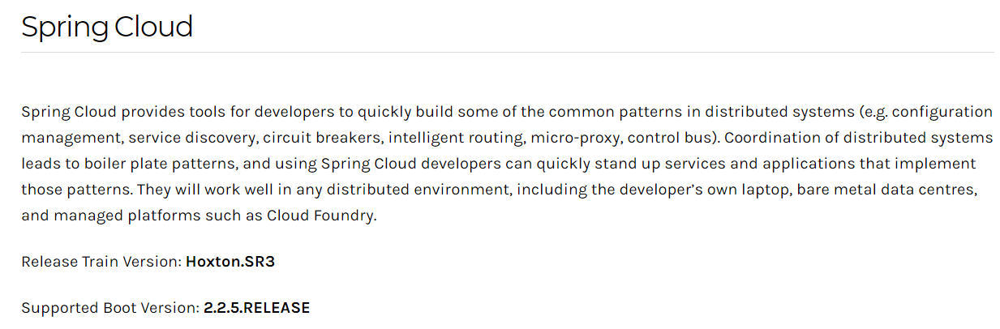 Spring Cloud
Spring Cloud provides tools for developers to quickly build some of the common patterns in distributed systems (e.g. configuration
management, service discovery, circuit breakers, intelligent routing, micro-proxy, control bus). Coordination of distributed systems
leads to boiler plate patterns, and using Spring Cloud developers can quickly stand up services and applications that implement
those patterns. They will work well in any distributed environment, including the developer’s own laptop, bare metal data centres,
and managed platforms such as Cloud Foundry.
Release Train Version: Hoxton.SR3
Supported Boot Version: 2.2.5.RELEASE